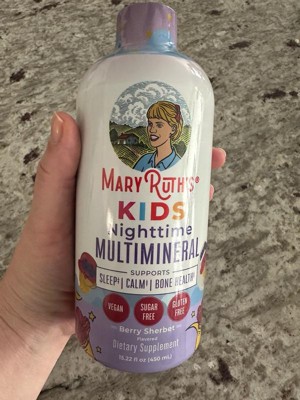 MARYRUTH'S®
KIDS
Nighttime
MULTIMINERAL
SUPPORTS
SLEEP† | CALM† | BONE HEALTH†
VEGAN
SUGAR FREE
GLUTEN FREE
Berry Sherbet
Flavored
Dietary Supplement
15.22 fl oz (450 mL)